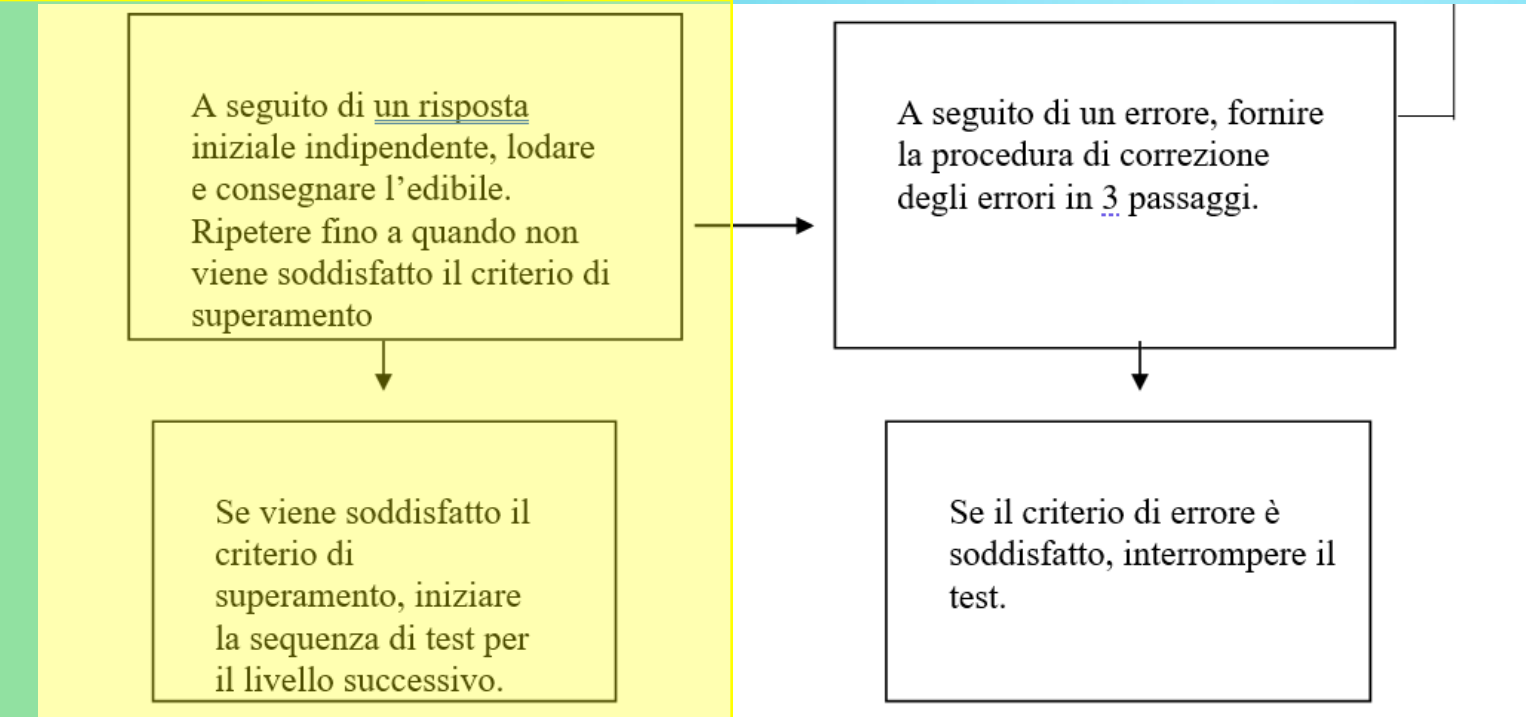 A seguito di un risposta
iniziale indipendente, lodare
e consegnare l’edibile.
Ripetere fino a quando non
viene soddisfatto il criterio di
superamento
A seguito di un errore, fornire
la procedura di correzione
degli errori in 3 passaggi.
Se viene soddisfatto il
criterio di
superamento, iniziare
la sequenza di test per
il livello successivo.
Se il criterio di errore è
soddisfatto, interrompere il
test.